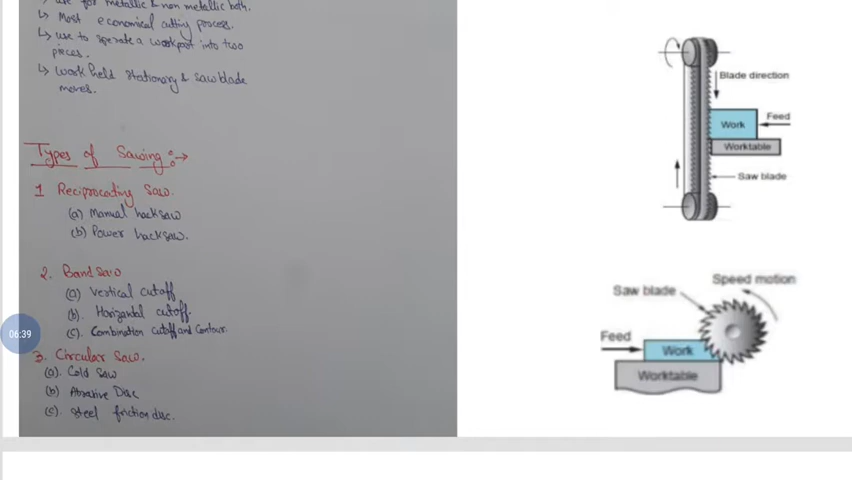 ↳ use for metallic & non metallic both.
↳ Most economical cutting process.
↳ use to seperate a workpart into two
pieces.
↳ Work held stationary & saw blade
moves.
Types of Sawing :→
1 Reciprocating Saw.
(a) Manual hacksaw
(b) Power hacksaw.
2. Band saw
(a) Vertical cutoff
(b). Horizontal cutoff.
(c). Combination cutoff and Contour.
3. Circular Saw.
(a). Cold Saw
(b) Abrasive Disc
(c). Steel friction disc.
06:39
Blade direction
Feed
Work
Worktable
Saw blade
Speed motion
Saw blade
Feed
Work
Worktable